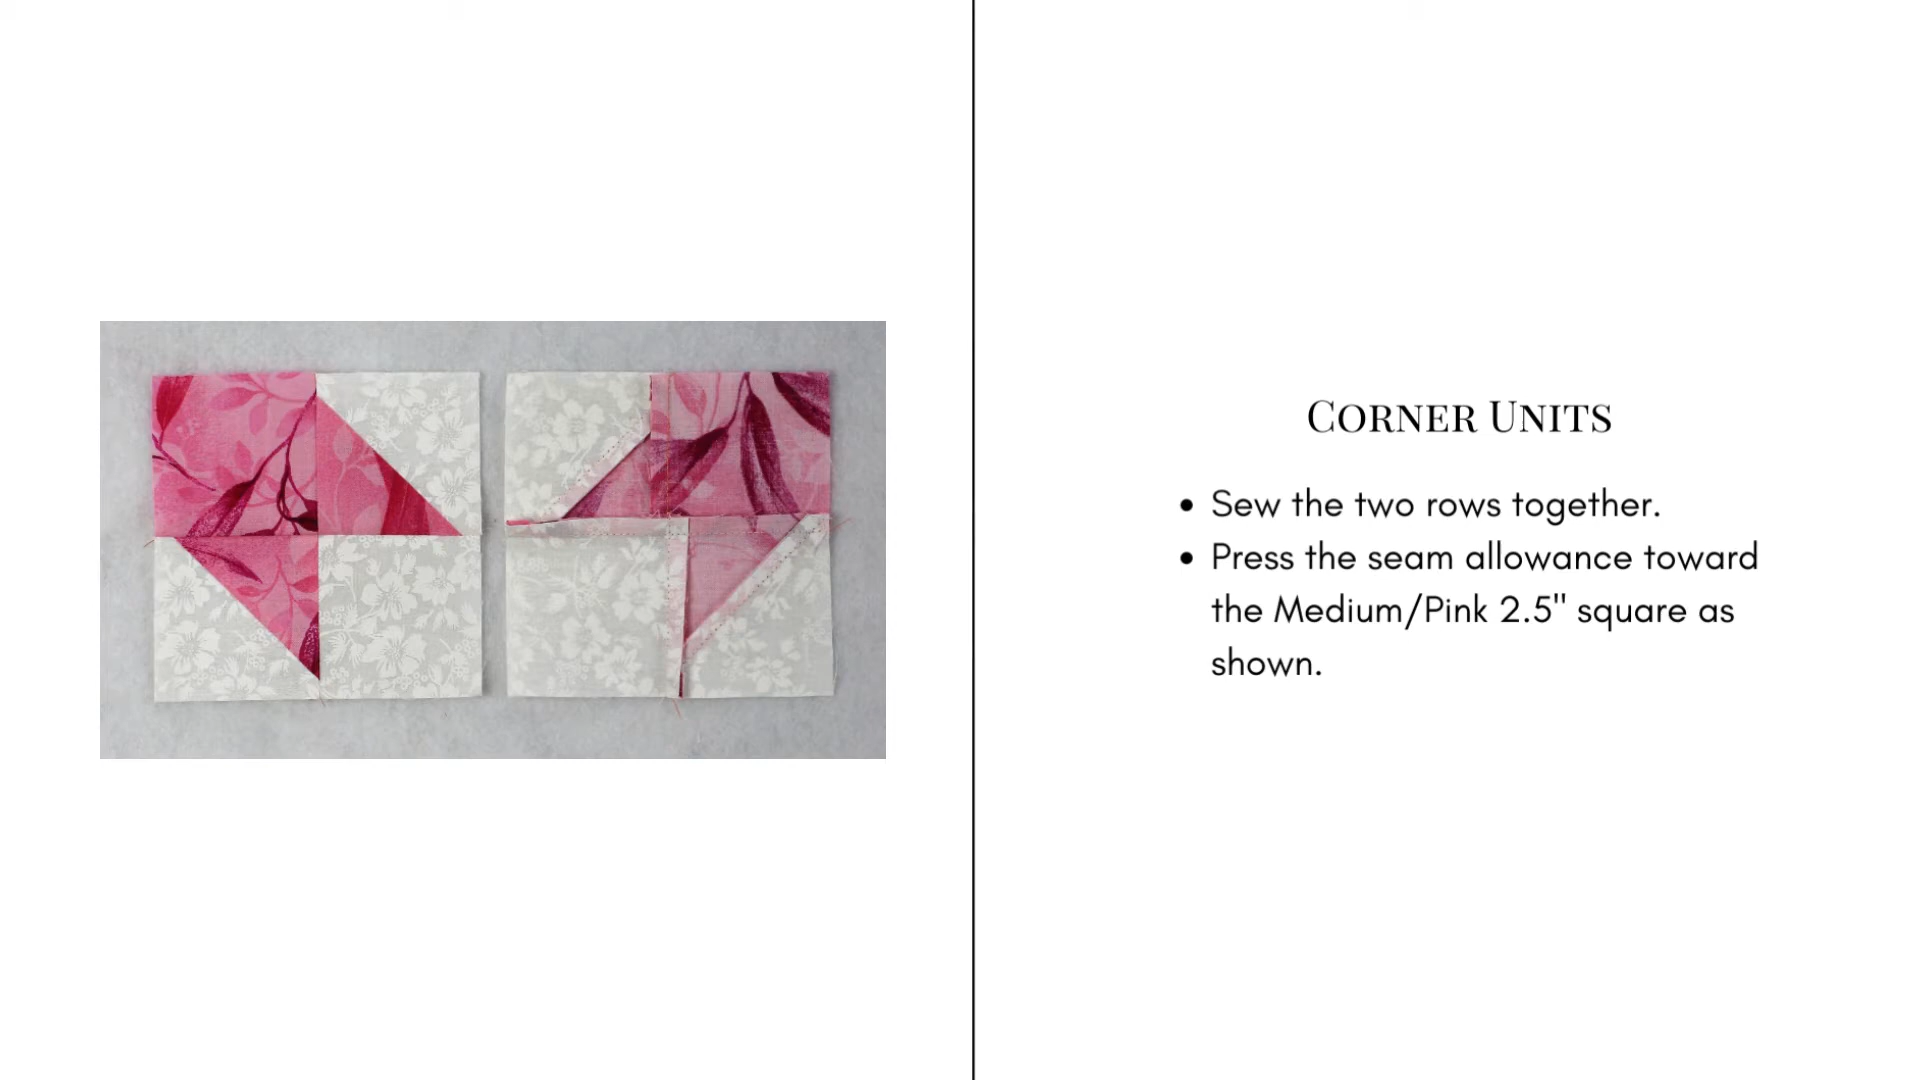 Corner Units
• Sew the two rows together.
• Press the seam allowance toward
the Medium/Pink 2.5" square as
shown.